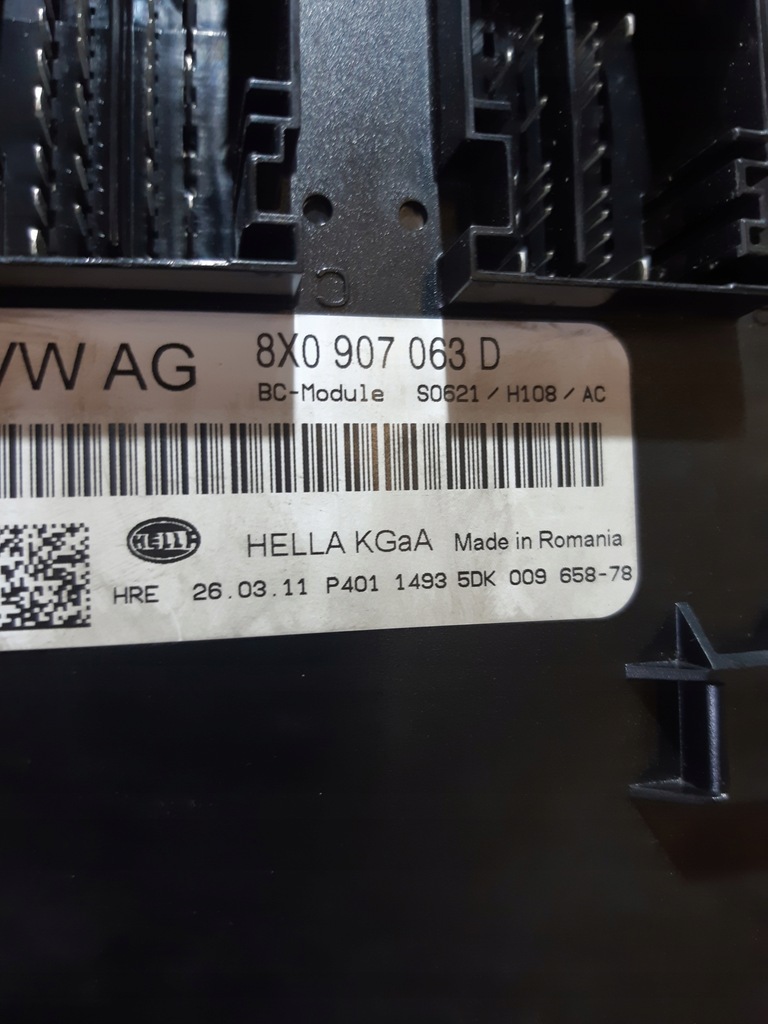 VW AG 8X0 907 063 D
BC-Module S0621 / H108 / AC
HELLA HELLA KGaA Made in Romania
HRE 26.03.11 P401 1493 5DK 009 658-78